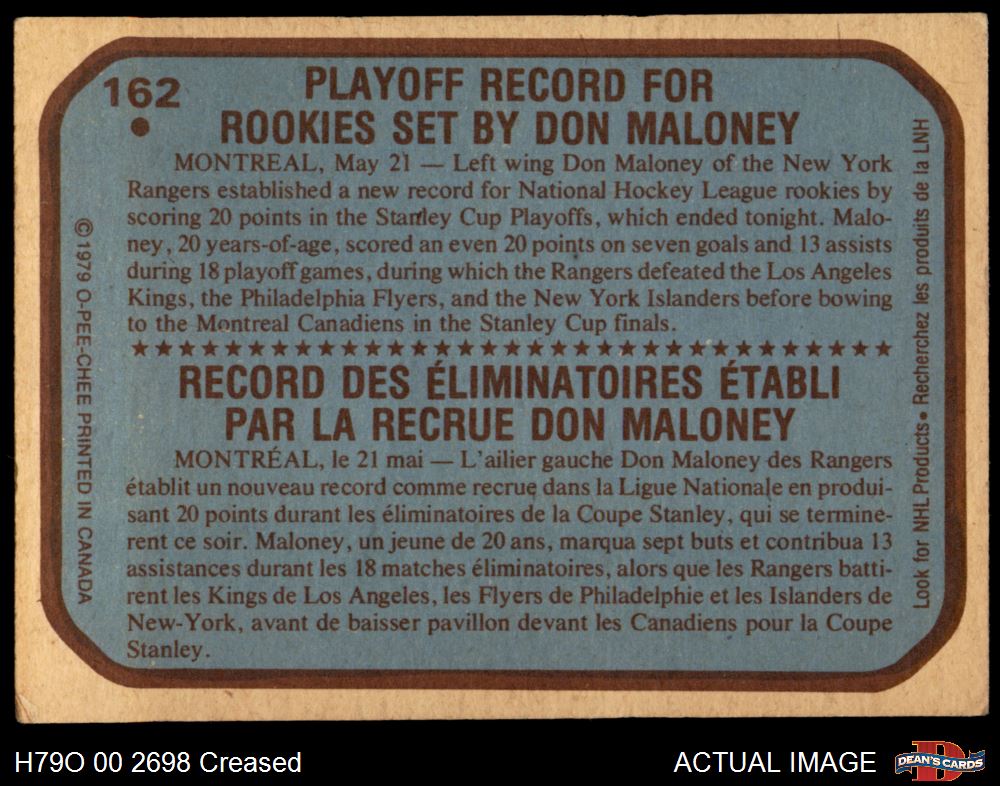 162
PLAYOFF RECORD FOR
ROOKIES SET BY DON MALONEY
MONTREAL, May 21 — Left wing Don Maloney of the New York
Rangers established a new record for National Hockey League rookies by
scoring 20 points in the Stanley Cup Playoffs, which ended tonight. Malo-
ney, 20 years-of-age, scored an even 20 points on seven goals and 13 assists
during 18 playoff games, during which the Rangers defeated the Los Angeles
Kings, the Philadelphia Flyers, and the New York Islanders before bowing
to the Montreal Canadiens in the Stanley Cup finals.
RECORD DES ÉLIMINATOIRES ÉTABLI
PAR LA RECRUE DON MALONEY
MONTRÉAL, le 21 mai — L'ailier gauche Don Maloney des Rangers
établit un nouveau record comme recrue dans la Ligue Nationale en produi-
sant 20 points durant les éliminatoires de la Coupe Stanley, qui se terminè-
rent ce soir. Maloney, un jeune de 20 ans, marqua sept buts et contribua 13
assistances durant les 18 matches éliminatoires, alors que les Rangers batti-
rent les Kings de Los Angeles, les Flyers de Philadelphie et les Islanders de
New-York, avant de baisser pavillon devant les Canadiens pour la Coupe
Stanley.
© 1979 O-PEE-CHEE PRINTED IN CANADA
Look for NHL Products • Recherchez les produits de la LNH
H79O 00 2698 Creased
ACTUAL IMAGE
D
DEAN'S CARDS